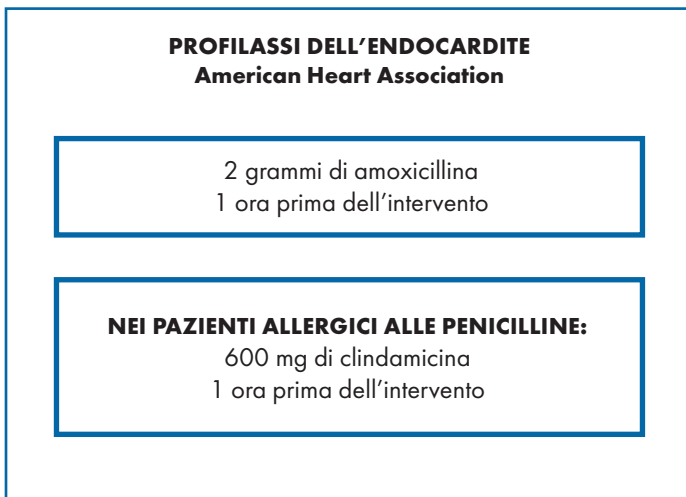 PROFILASSI DELL’ENDOCARDITE
American Heart Association
2 grammi di amoxicillina
1 ora prima dell’intervento
NEI PAZIENTI ALLERGICI ALLE PENICILLINE:
600 mg di clindamicina
1 ora prima dell’intervento